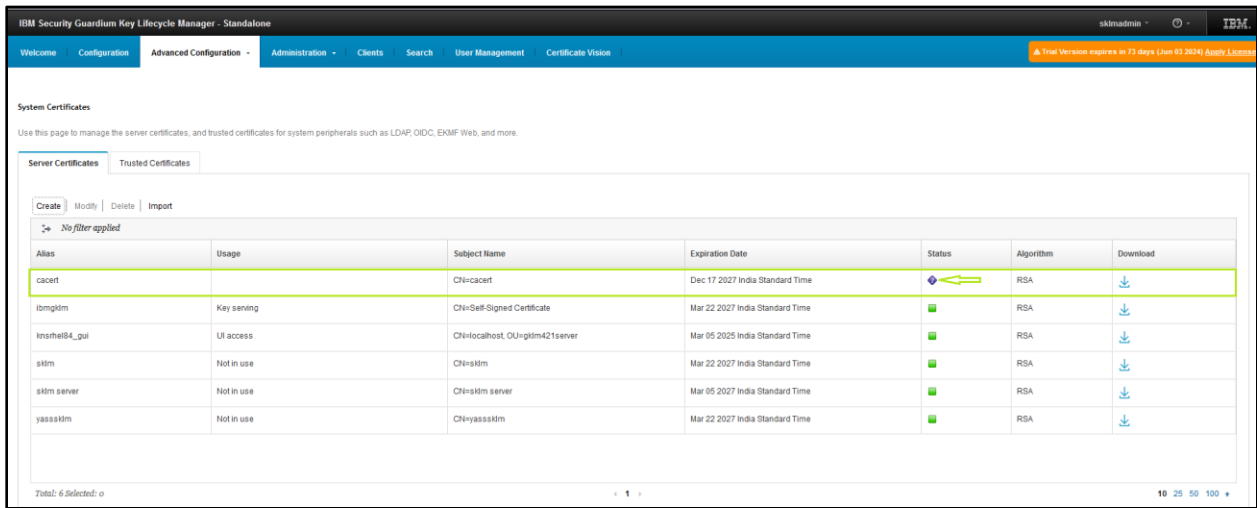 IBM Security Guardium Key Lifecycle Manager - Standalone
sklmadmin
IBM.
Welcome Configuration Advanced Configuration Administration Clients Search User Management Certificate Vision
Trial Version expires in 73 days (Jun 03 2024) Apply License
System Certificates
Use this page to manage the server certificates, and trusted certificates for system peripherals such as LDAP, OIDC, EKMF Web, and more.
Server Certificates Trusted Certificates
Create Modify Delete Import
No filter applied
Alias Usage Subject Name Expiration Date Status Algorithm Download
cacert CN=cacert Dec 17 2027 India Standard Time RSA
ibmgklm Key serving CN=Self-Signed Certificate Mar 22 2027 India Standard Time RSA
knsrhel84_gui UI access CN=localhost, OU=gklm421server Mar 05 2025 India Standard Time RSA
sklm Not in use CN=sklm Mar 22 2027 India Standard Time RSA
sklm server Not in use CN=sklm server Mar 05 2027 India Standard Time RSA
yasssklm Not in use CN=yasssklm Mar 22 2027 India Standard Time RSA
Total: 6 Selected: 0
1
10 25 50 100